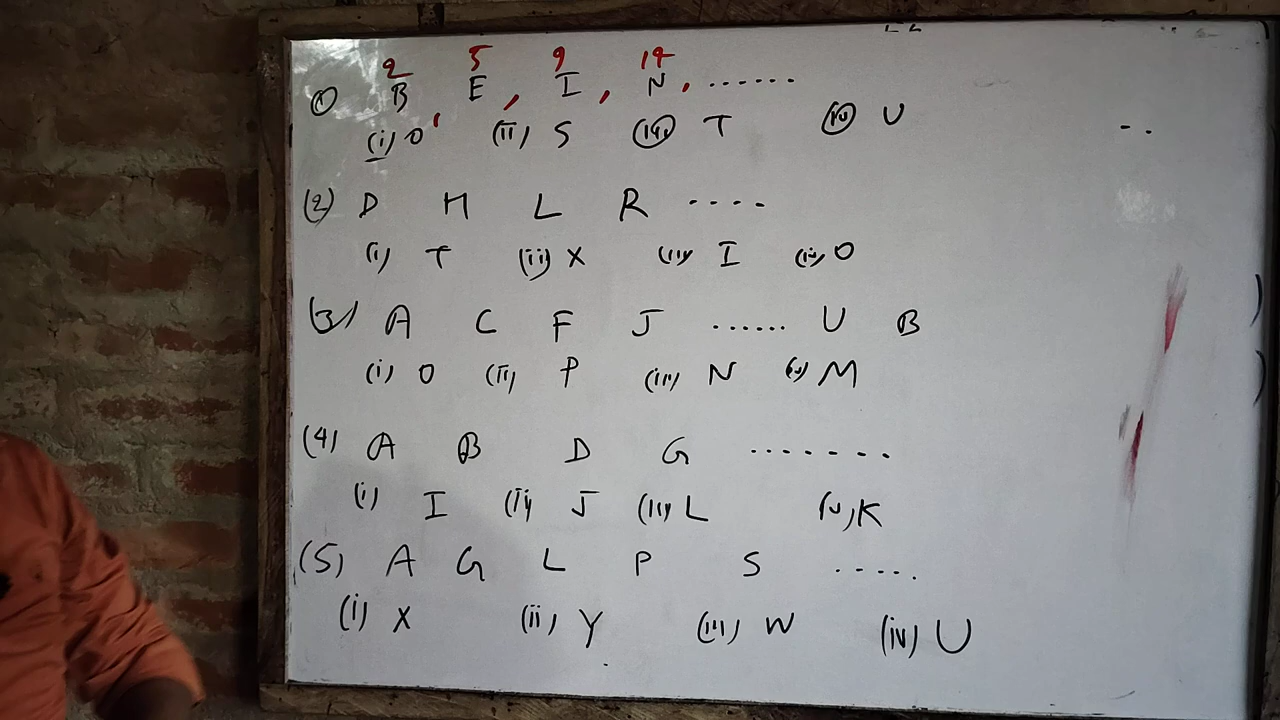 2 5 9 14
(1) B, E, I, N, ......
(i) O (ii) S (iii) T (iv) U
(2) D H L R ....
(i) T (ii) X (iii) I (iv) O
(3) A C F J ...... U B
(i) O (ii) P (iii) N (iv) M
(4) A B D G .......
(i) I (ii) J (iii) L (iv) K
(5) A G L P S .....
(i) X (ii) Y (iii) W (iv) U